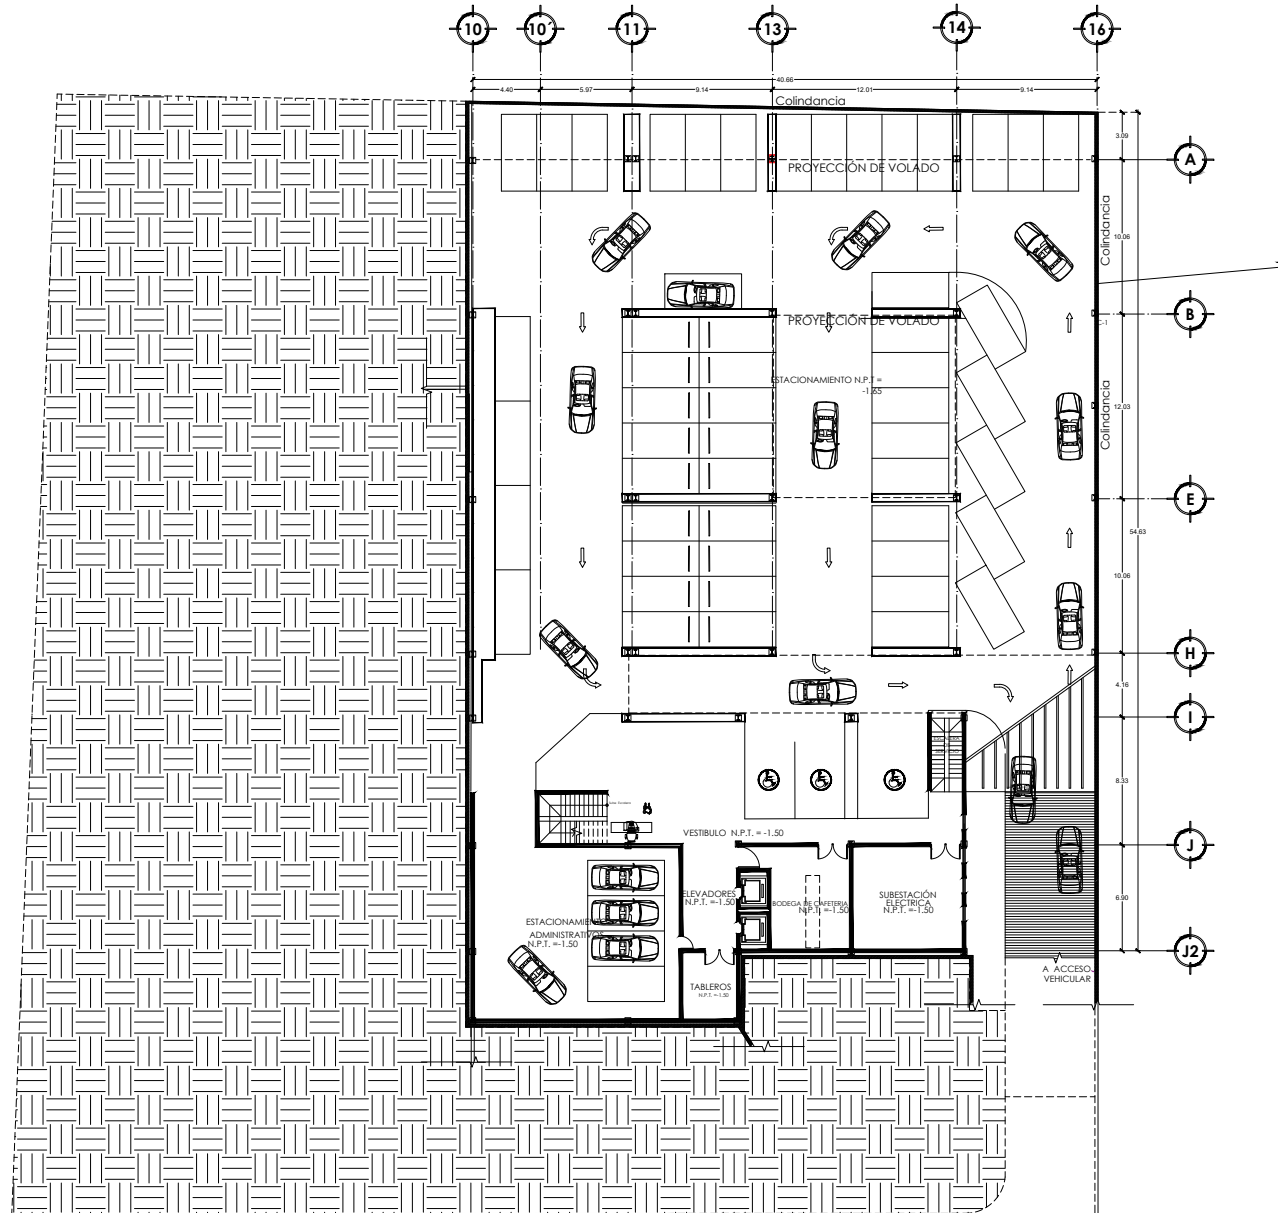 10
10´
11
13
14
16
40.66
4.40
5.97
9.14
12.01
9.14
Colindancia
3.09
A
PROYECCIÓN DE VOLADO
Colindancia
10.06
B
PROYECCIÓN DE VOLADO
C-1
ESTACIONAMIENTO N.P.T =
-1.65
Colindancia
12.03
E
54.63
10.06
H
4.16
I
8.33
VESTIBULO N.P.T. = -1.50
J
ELEVADORES
N.P.T. =-1.50
BODEGA DE CAFETERIA
N.P.T. =-1.50
SUBESTACIÓN
ELECTRICA
N.P.T. =-1.50
6.90
ESTACIONAMIENTO
ADMINISTRATIVOS
N.P.T. =-1.50
J2
A ACCESO
VEHICULAR
TABLEROS
N.P.T. =-1.50